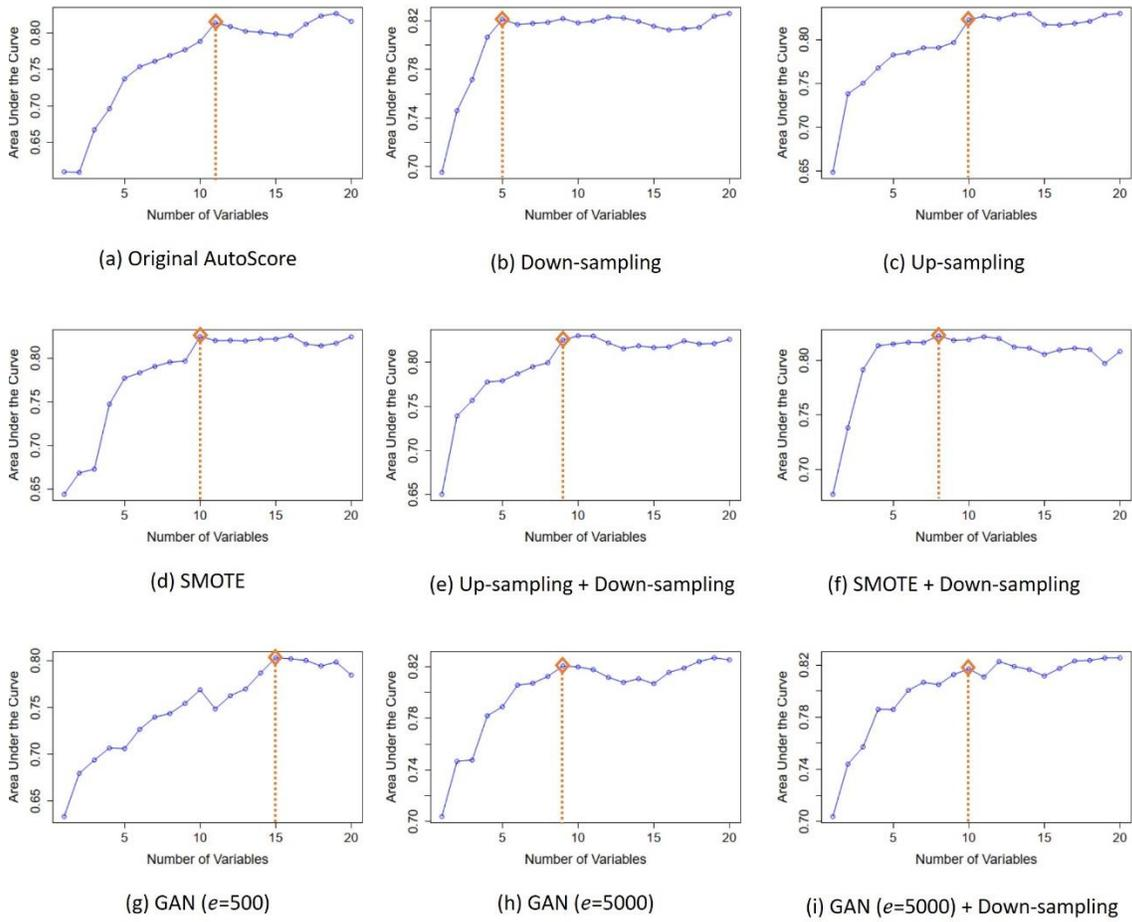 Area Under the Curve
0.65 0.70 0.75 0.80
5 10 15 20
Number of Variables
(a) Original AutoScore
Area Under the Curve
0.70 0.74 0.78 0.82
5 10 15 20
Number of Variables
(b) Down-sampling
Area Under the Curve
0.65 0.70 0.75 0.80
5 10 15 20
Number of Variables
(c) Up-sampling
Area Under the Curve
0.65 0.70 0.75 0.80
5 10 15 20
Number of Variables
(d) SMOTE
Area Under the Curve
0.65 0.70 0.75 0.80
5 10 15 20
Number of Variables
(e) Up-sampling + Down-sampling
Area Under the Curve
0.70 0.75 0.80
5 10 15 20
Number of Variables
(f) SMOTE + Down-sampling
Area Under the Curve
0.65 0.70 0.75 0.80
5 10 15 20
Number of Variables
(g) GAN (e=500)
Area Under the Curve
0.70 0.74 0.78 0.82
5 10 15 20
Number of Variables
(h) GAN (e=5000)
Area Under the Curve
0.70 0.74 0.78 0.82
5 10 15 20
Number of Variables
(i) GAN (e=5000) + Down-sampling